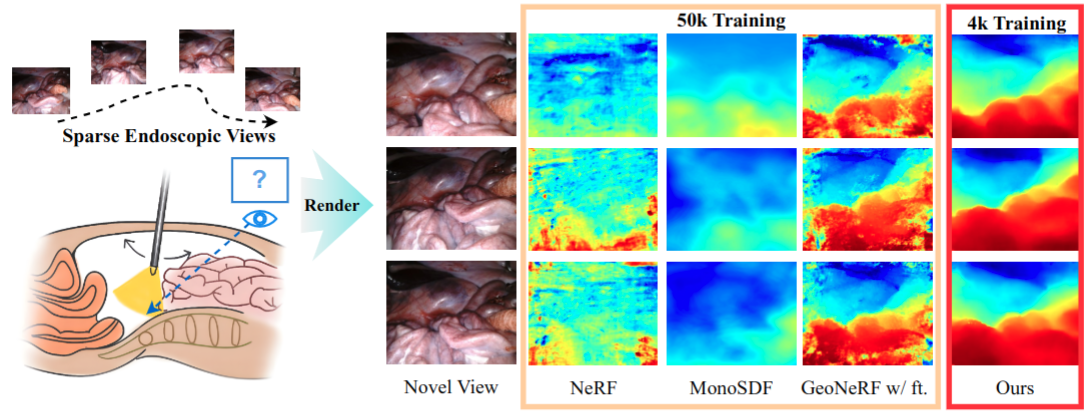 Sparse Endoscopic Views
?
Render
50k Training
4k Training
Novel View
NeRF
MonoSDF
GeoNeRF w/ ft.
Ours